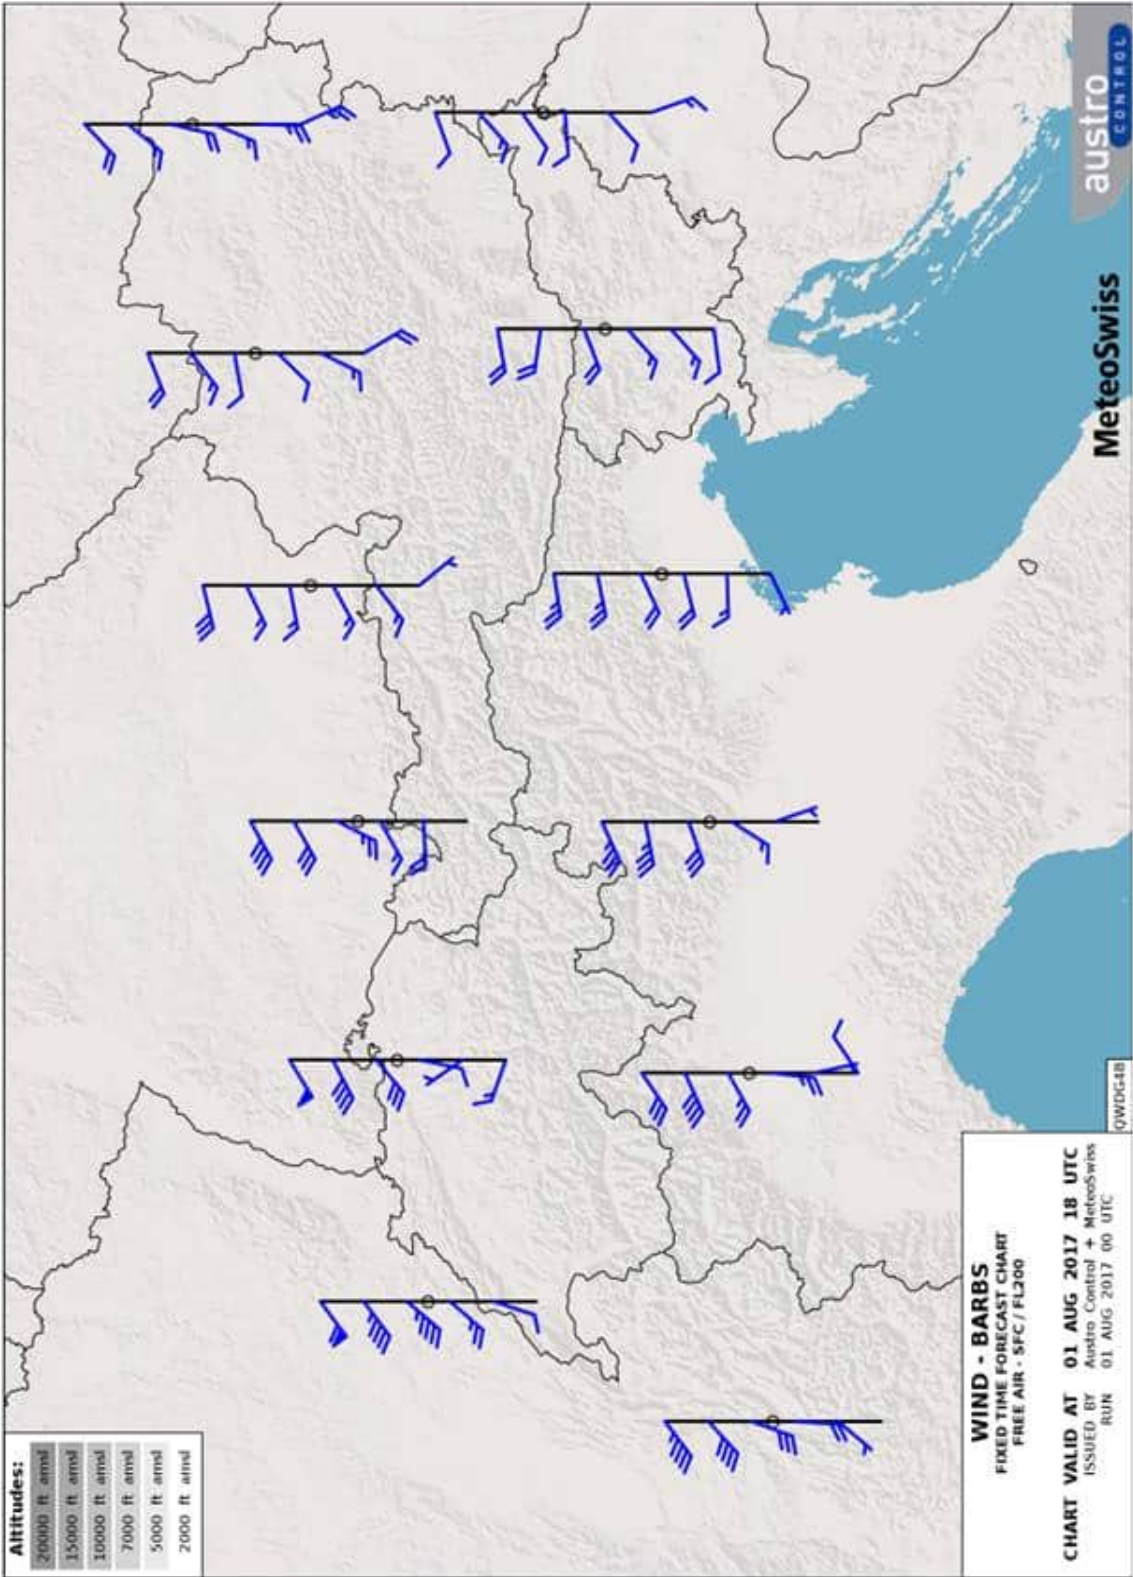 Altitudes:
20000 ft amsl
15000 ft amsl
10000 ft amsl
7000 ft amsl
5000 ft amsl
2000 ft amsl
WIND - BARBS
FIXED TIME FORECAST CHART
FREE AIR - SFC / FL200
CHART VALID AT 01 AUG 2017 18 UTC
ISSUED BY Austro Control + MeteoSwiss
RUN 01 AUG 2017 00 UTC
QWDG48
MeteoSwiss
austro
CONTROL